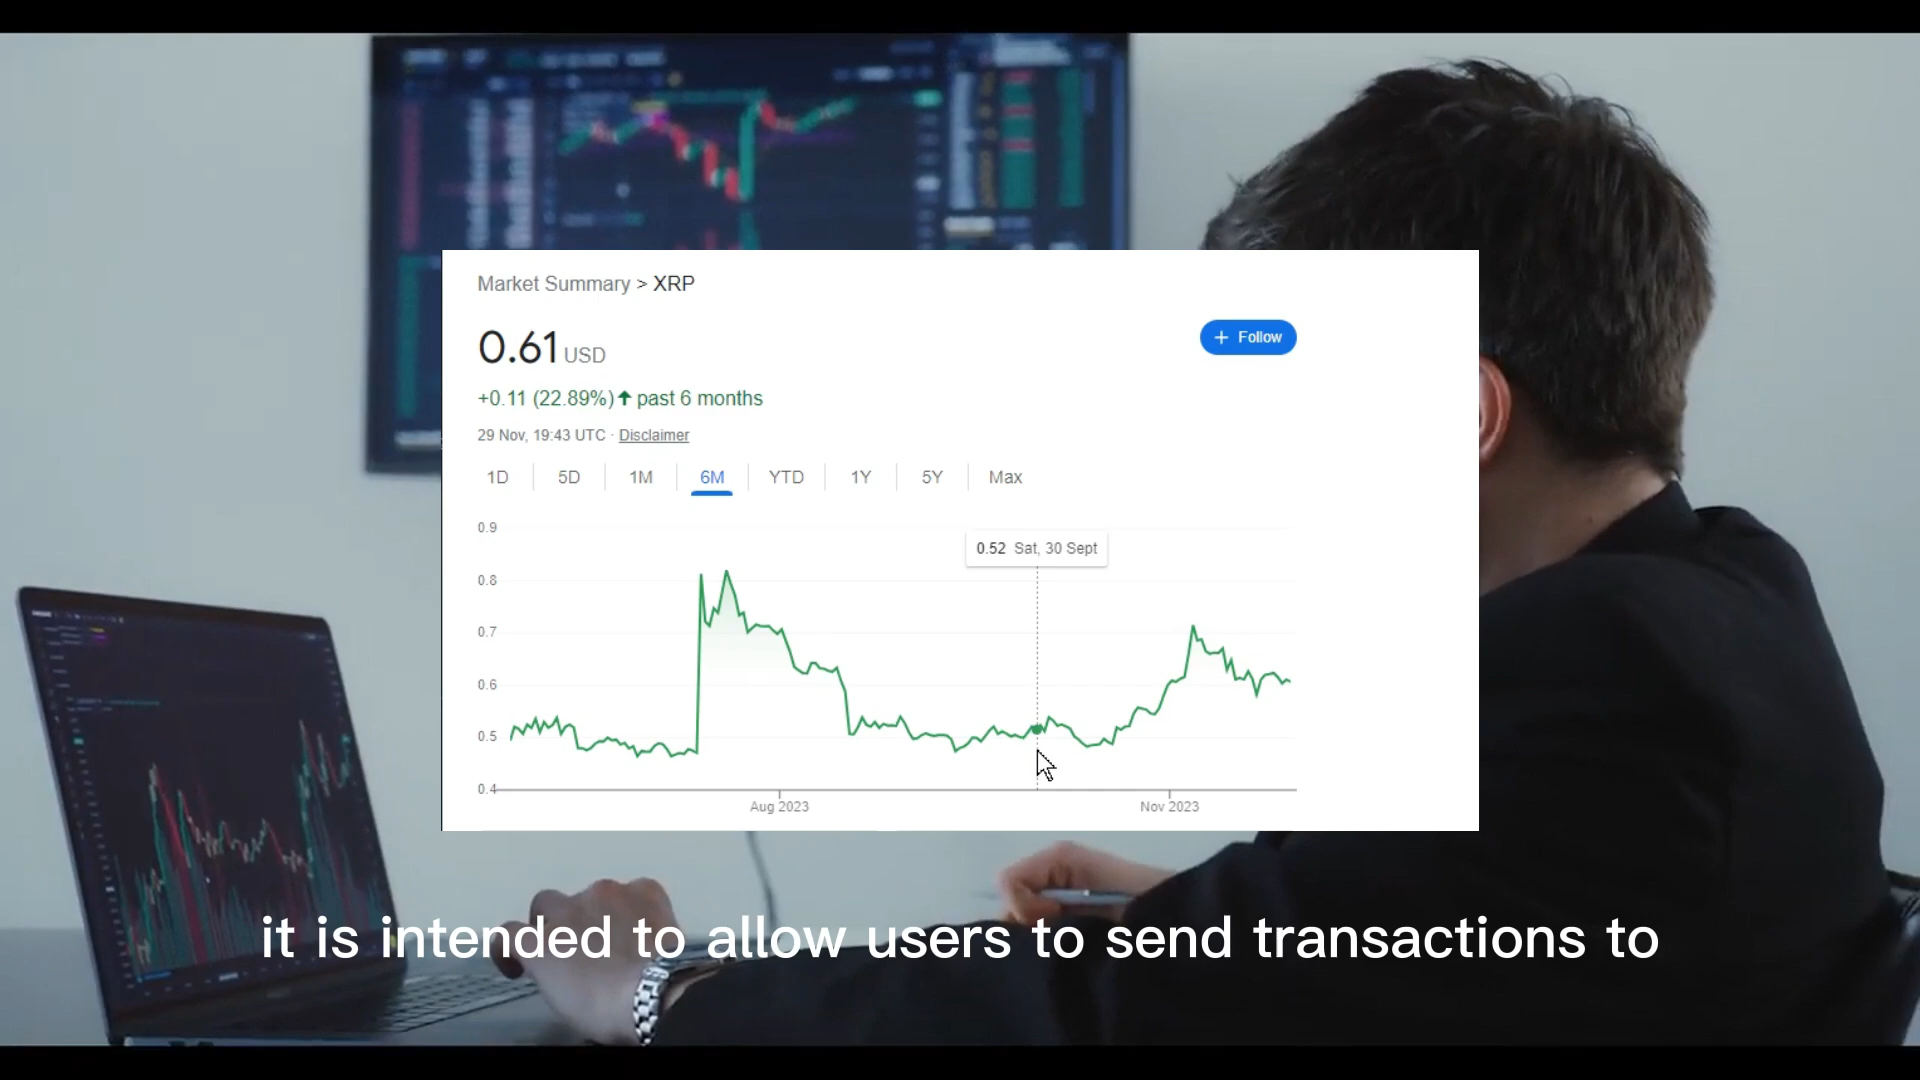 Market Summary > XRP
0.61 USD
+ Follow
+0.11 (22.89%) ↑ past 6 months
29 Nov, 19:43 UTC · Disclaimer
1D 5D 1M 6M YTD 1Y 5Y Max
0.9
0.52 Sat, 30 Sept
0.8
0.7
0.6
0.5
0.4
Aug 2023 Nov 2023
it is intended to allow users to send transactions to